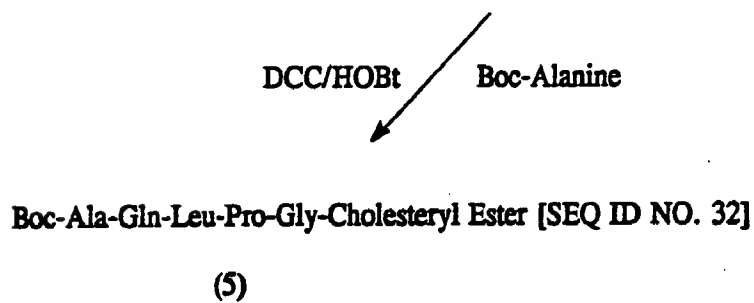 DCC/HOBt Boc-Alanine
Boc-Ala-Gln-Leu-Pro-Gly-Cholesteryl Ester [SEQ ID NO. 32]
(5)